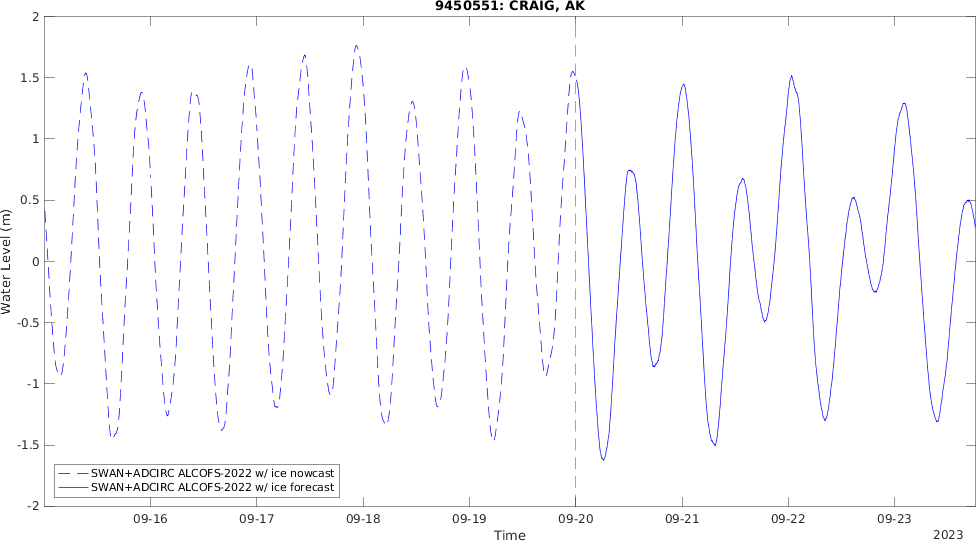 9450551: CRAIG, AK
2
1.5
1
0.5
0
-0.5
-1
-1.5
-2
Water Level (m)
SWAN+ADCIRC ALCOFS-2022 w/ ice nowcast
SWAN+ADCIRC ALCOFS-2022 w/ ice forecast
09-16 09-17 09-18 09-19 09-20 09-21 09-22 09-23
Time
2023